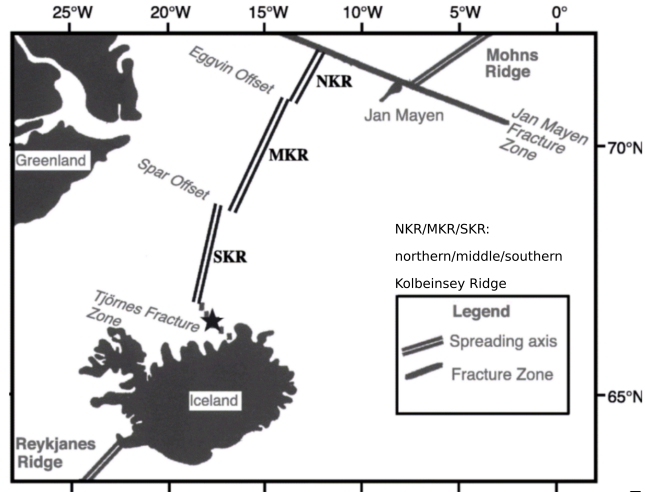 25°W 20°W 15°W 10°W 5°W 0°
Eggvin Offset
NKR
Mohns
Ridge
Jan Mayen
Jan Mayen
Fracture
Zone
70°N
Greenland
MKR
Spar Offset
SKR
NKR/MKR/SKR:
northern/middle/southern
Kolbeinsey Ridge
Tjörnes Fracture
Zone
Legend
Spreading axis
Fracture Zone
Iceland
65°N
Reykjanes
Ridge